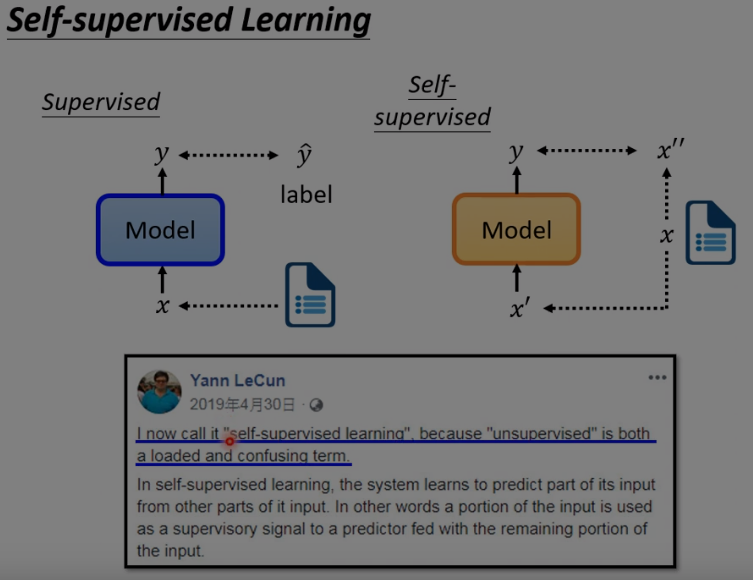 Self-supervised Learning
Supervised
Self-
supervised
y
ŷ
label
Model
x
y
x′′
Model
x
x′
Yann LeCun
2019年4月30日 ·
I now call it "self-supervised learning", because "unsupervised" is both
a loaded and confusing term.
In self-supervised learning, the system learns to predict part of its input
from other parts of it input. In other words a portion of the input is used
as a supervisory signal to a predictor fed with the remaining portion of
the input.